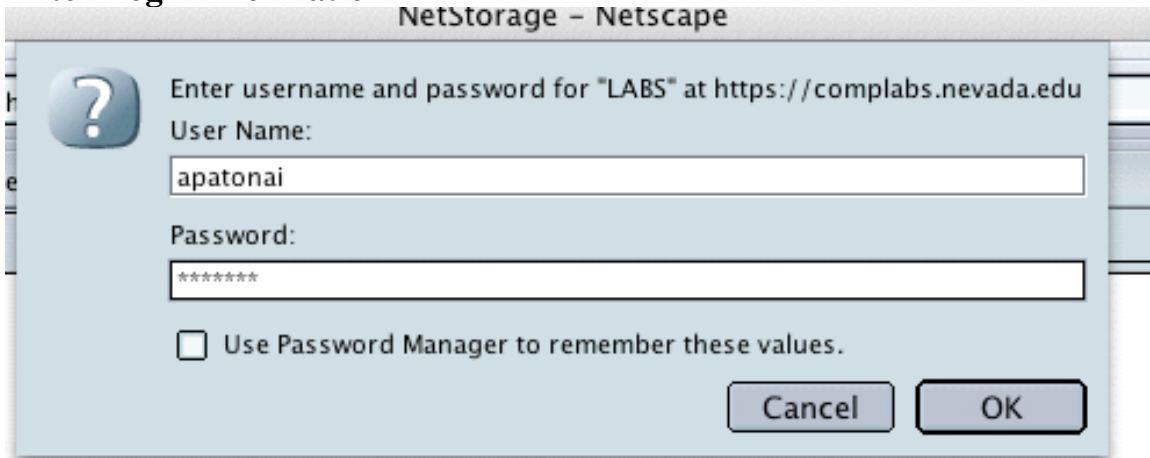 NetStorage – Netscape
Enter username and password for "LABS" at https://complabs.nevada.edu
User Name:
apatonai
Password:
*******
Use Password Manager to remember these values.
Cancel OK